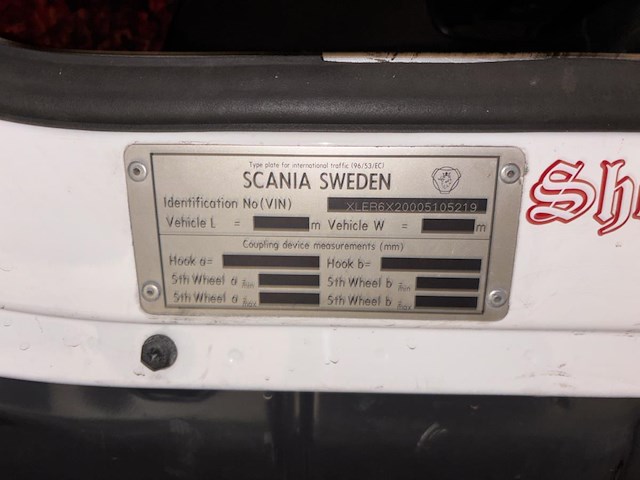 Type plate for international traffic (96/53/EC)
SCANIA SWEDEN
Identification No(VIN) XLER6X20005105219
Vehicle L = m Vehicle W = m
Coupling device measurements (mm)
Hook a= Hook b=
5th Wheel a min 5th Wheel b min
5th Wheel a max 5th Wheel b max
Sh